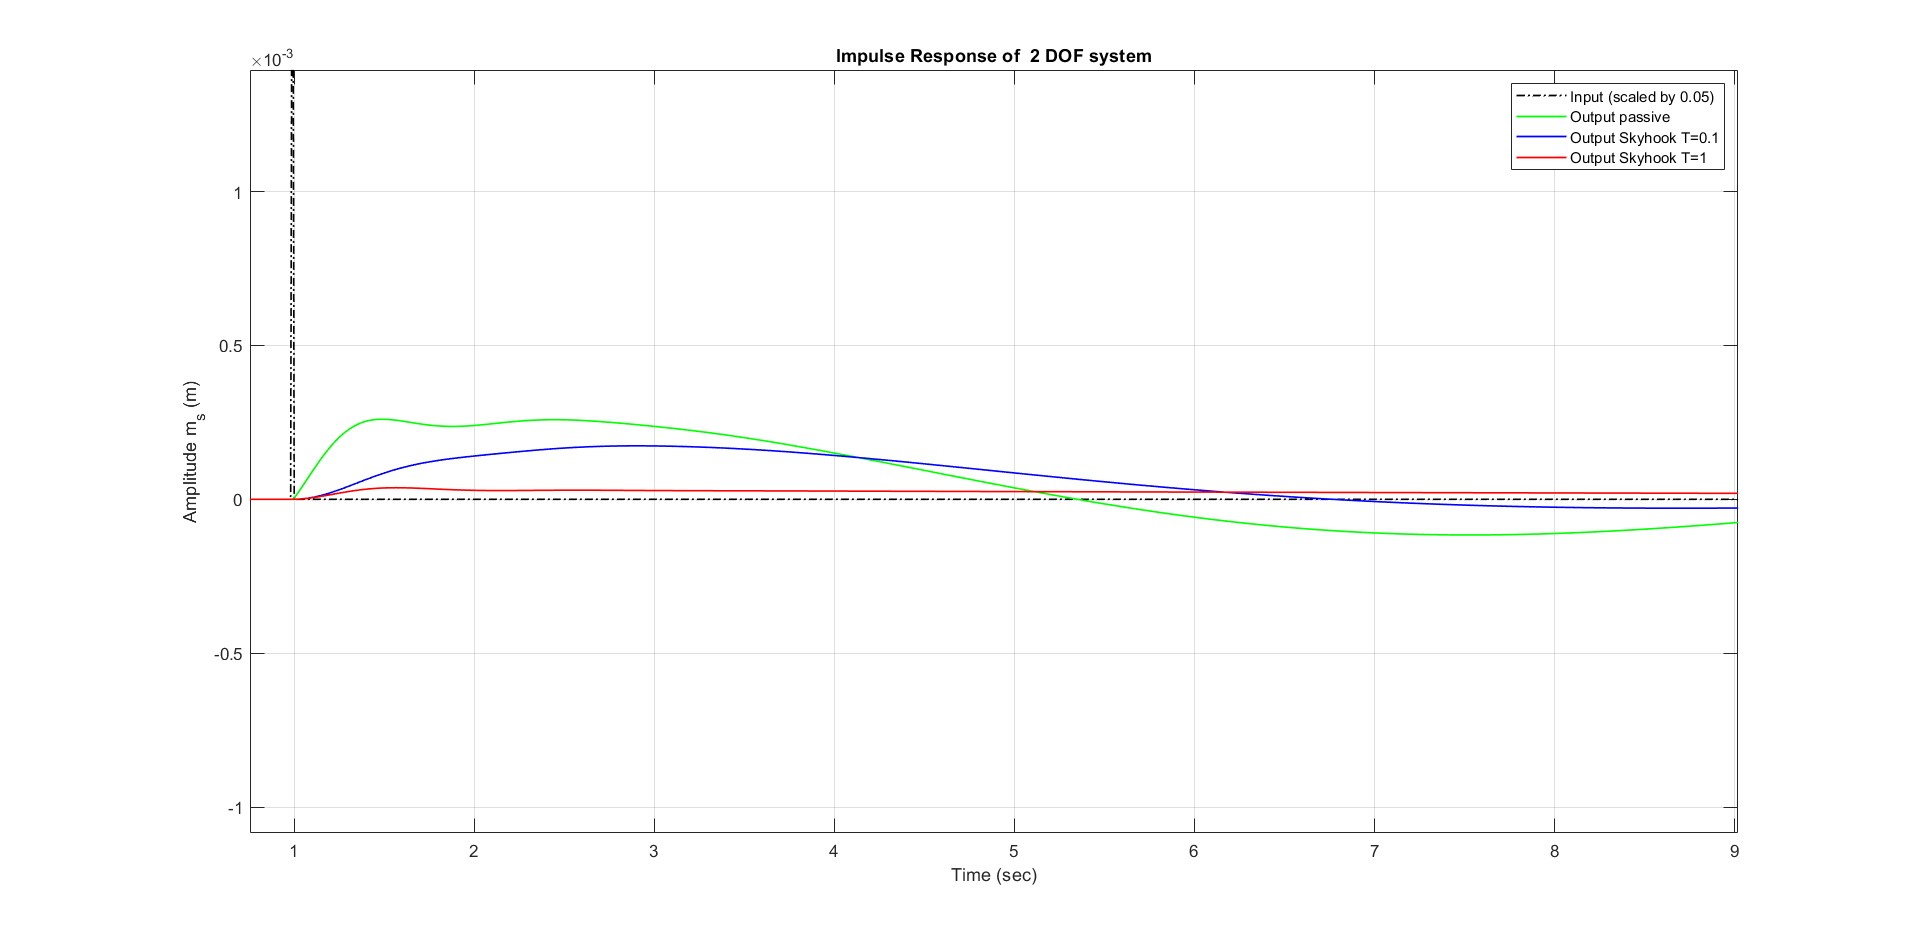 Impulse Response of  2 DOF system
×10-3
Input (scaled by 0.05)
Output passive
Output Skyhook T=0.1
Output Skyhook T=1
1
0.5
0
-0.5
-1
Amplitude ms (m)
1 2 3 4 5 6 7 8 9
Time (sec)